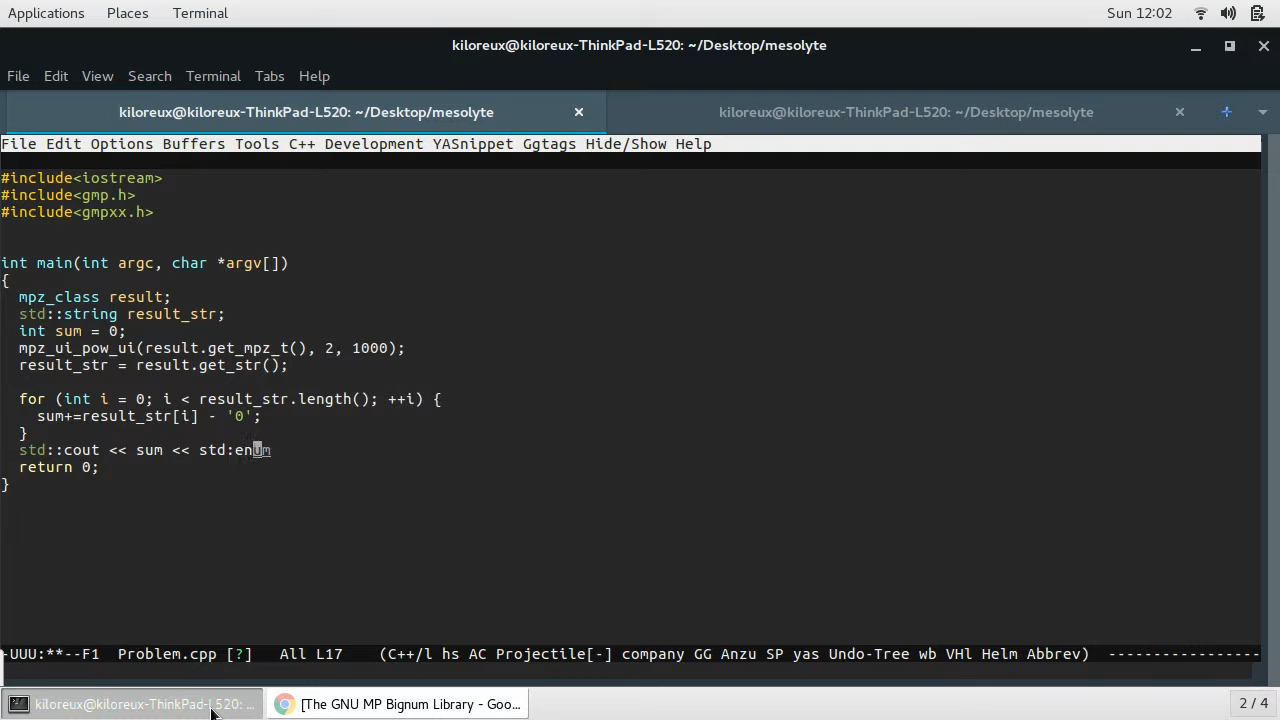 Applications Places Terminal Sun 12:02
kiloreux@kiloreux-ThinkPad-L520: ~/Desktop/mesolyte
File Edit View Search Terminal Tabs Help
kiloreux@kiloreux-ThinkPad-L520: ~/Desktop/mesolyte kiloreux@kiloreux-ThinkPad-L520: ~/Desktop/mesolyte
File Edit Options Buffers Tools C++ Development YASnippet Ggtags Hide/Show Help
#include<iostream>
#include<gmp.h>
#include<gmpxx.h>
int main(int argc, char *argv[])
{
  mpz_class result;
  std::string result_str;
  int sum = 0;
  mpz_ui_pow_ui(result.get_mpz_t(), 2, 1000);
  result_str = result.get_str();
  for (int i = 0; i < result_str.length(); ++i) {
    sum+=result_str[i] - '0';
  }
  std::cout << sum << std:enum
  return 0;
}
-UUU:**--F1 Problem.cpp [?] All L17 (C++/l hs AC Projectile[-] company GG Anzu SP yas Undo-Tree wb VHl Helm Abbrev) -----------------
kiloreux@kiloreux-ThinkPad-L520: ... [The GNU MP Bignum Library - Goo... 2 / 4